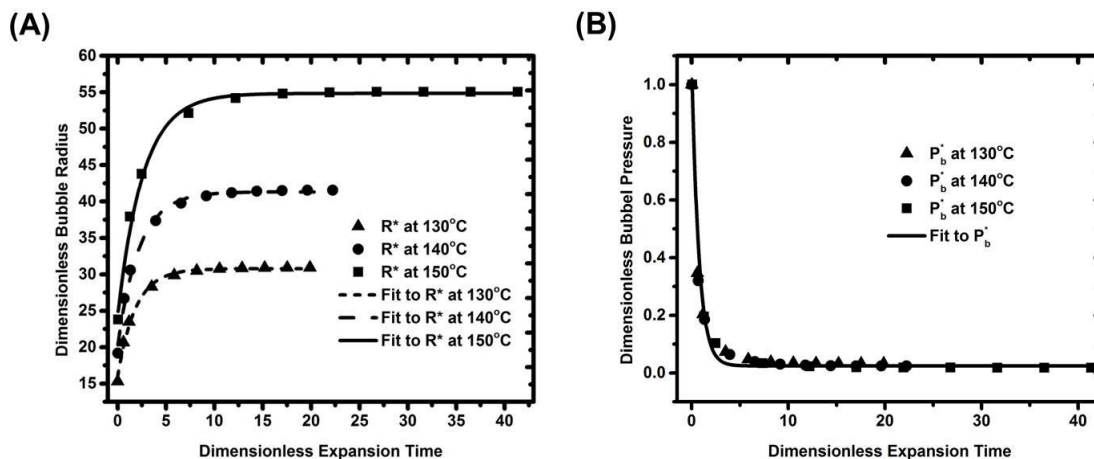 (A)
Dimensionless Bubble Radius
60
55
50
45
40
35
30
25
20
15
0 5 10 15 20 25 30 35 40
Dimensionless Expansion Time
R* at 130°C
R* at 140°C
R* at 150°C
Fit to R* at 130°C
Fit to R* at 140°C
Fit to R* at 150°C
(B)
Dimensionless Bubbel Pressure
1.0
0.8
0.6
0.4
0.2
0.0
0 10 20 30 40
Dimensionless Expansion Time
P*b at 130°C
P*b at 140°C
P*b at 150°C
Fit to P*b